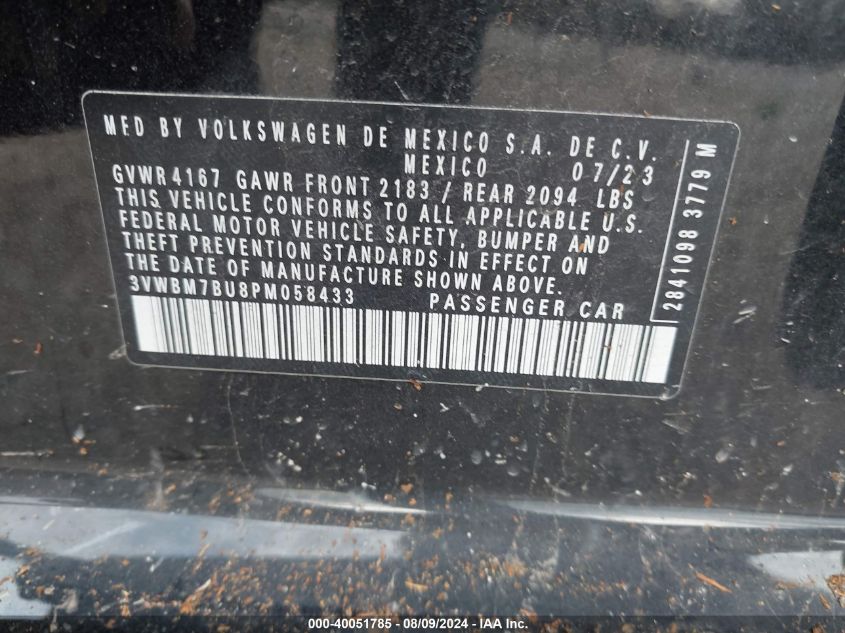 MFD BY VOLKSWAGEN DE MEXICO S.A. DE C.V.
MEXICO 07/23
GVWR 4167 GAWR FRONT 2183 / REAR 2094 LBS
THIS VEHICLE CONFORMS TO ALL APPLICABLE U.S.
FEDERAL MOTOR VEHICLE SAFETY, BUMPER AND
THEFT PREVENTION STANDARDS IN EFFECT ON
THE DATE OF MANUFACTURE SHOWN ABOVE.
3VWBM7BU8PM058433 PASSENGER CAR
2841098 3779 M
000-40051785 - 08/09/2024 - IAA Inc.